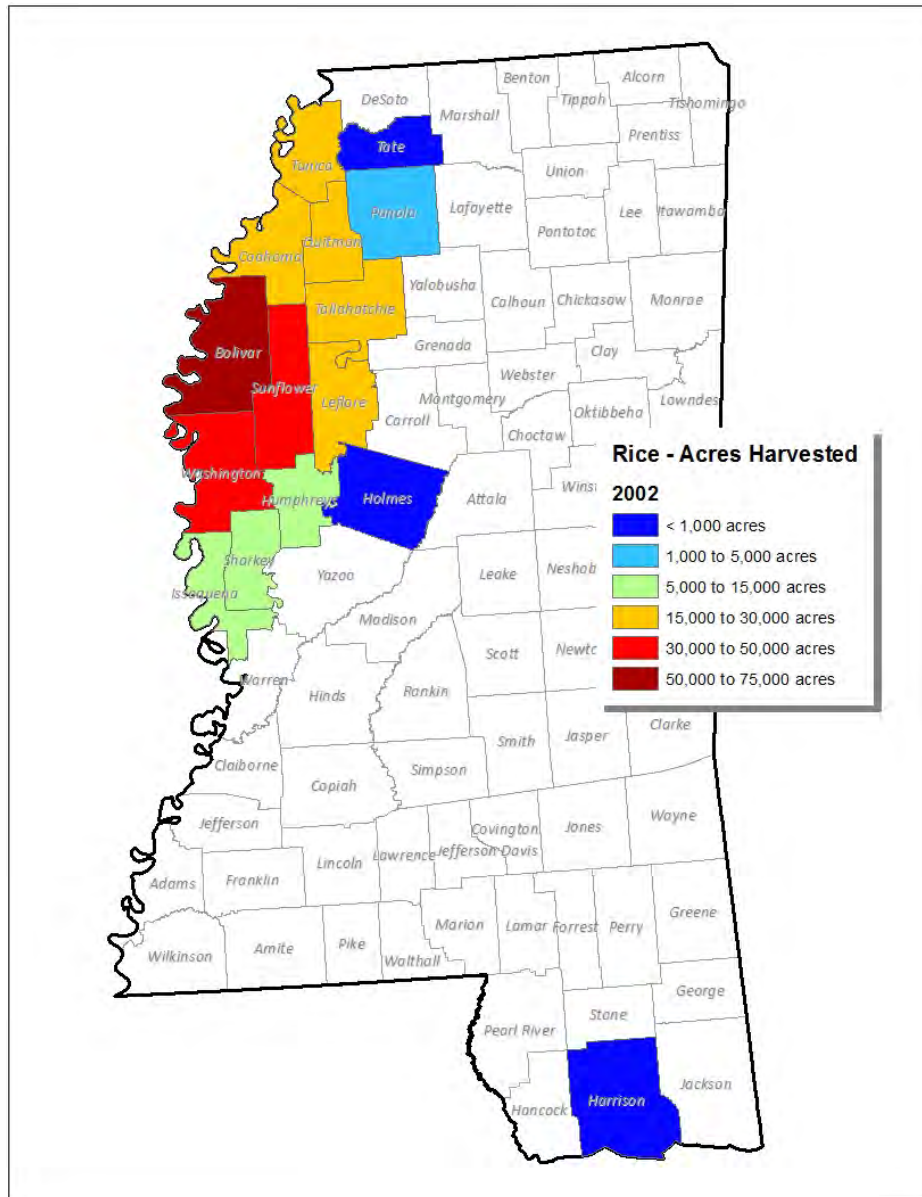 Benton
Alcorn
DeSoto
Tippah
Tishomingo
Marshall
Prentiss
Tate
Tunica
Union
Panola
Lafayette
Lee
Itawamba
Pontotoc
Quitman
Coahoma
Yalobusha
Tallahatchie
Calhoun
Chickasaw
Monroe
Grenada
Bolivar
Clay
Sunflower
Webster
Leflore
Montgomery
Lowndes
Carroll
Oktibbeha
Choctaw
Rice - Acres Harvested
2002
< 1,000 acres
1,000 to 5,000 acres
5,000 to 15,000 acres
15,000 to 30,000 acres
30,000 to 50,000 acres
50,000 to 75,000 acres
Washington
Humphreys
Holmes
Attala
Wins
Sharkey
Yazoo
Leake
Neshob
Issaquena
Madison
Scott
Newto
Warren
Hinds
Rankin
Clarke
Smith
Jasper
Claiborne
Simpson
Copiah
Jefferson
Covington
Jones
Wayne
Lawrence
Jefferson Davis
Lincoln
Adams
Franklin
Marion
Lamar
Forrest
Perry
Greene
Wilkinson
Amite
Pike
Walthall
George
Stone
Pearl River
Jackson
Hancock
Harrison